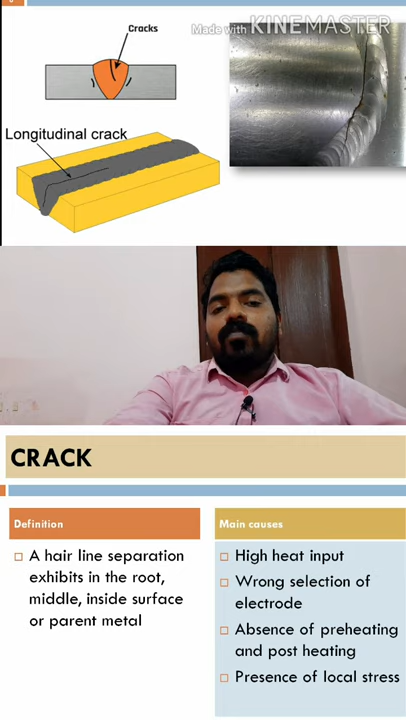 Cracks
Made with KINEMASTER
Longitudinal crack
CRACK
Definition
A hair line separation
exhibits in the root,
middle, inside surface
or parent metal
Main causes
High heat input
Wrong selection of
electrode
Absence of preheating
and post heating
Presence of local stress